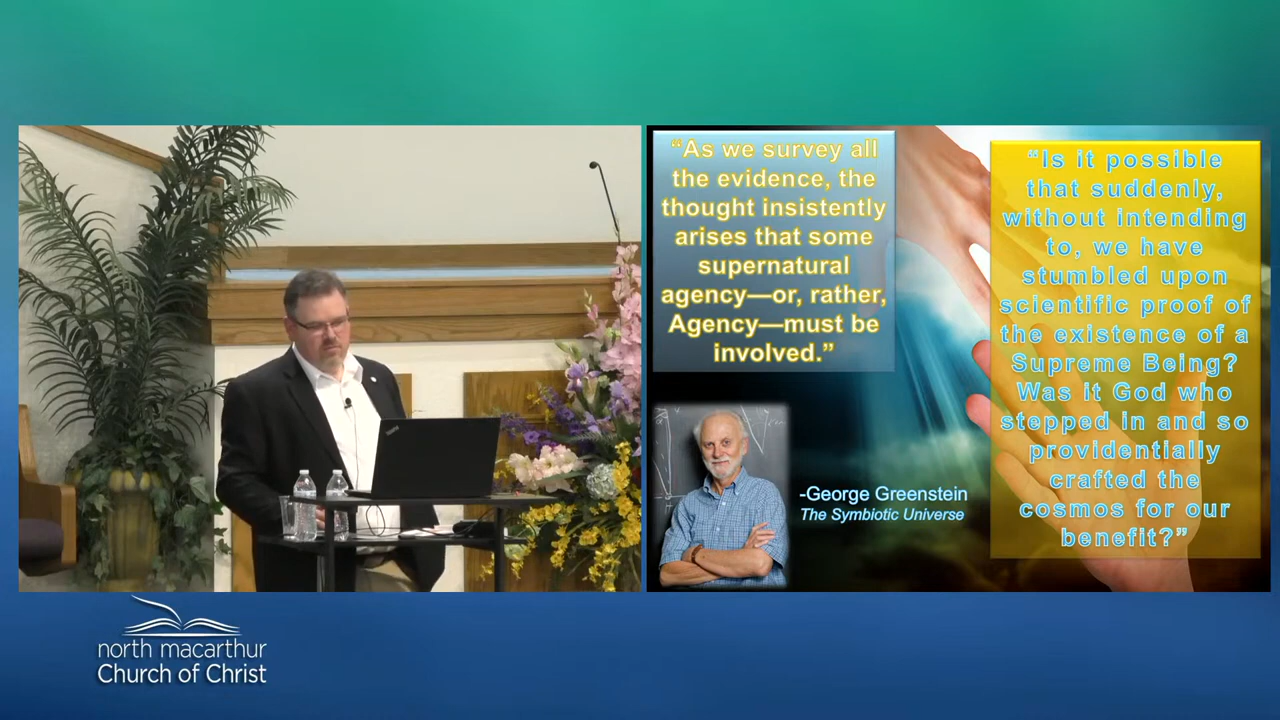 “As we survey all
the evidence, the
thought insistently
arises that some
supernatural
agency—or, rather,
Agency—must be
involved.”
-George Greenstein
The Symbiotic Universe
“Is it possible
that suddenly,
without intending
to, we have
stumbled upon
scientific proof of
the existence of a
Supreme Being?
Was it God who
stepped in and so
providentially
crafted the
cosmos for our
benefit?”
north macarthur
Church of Christ